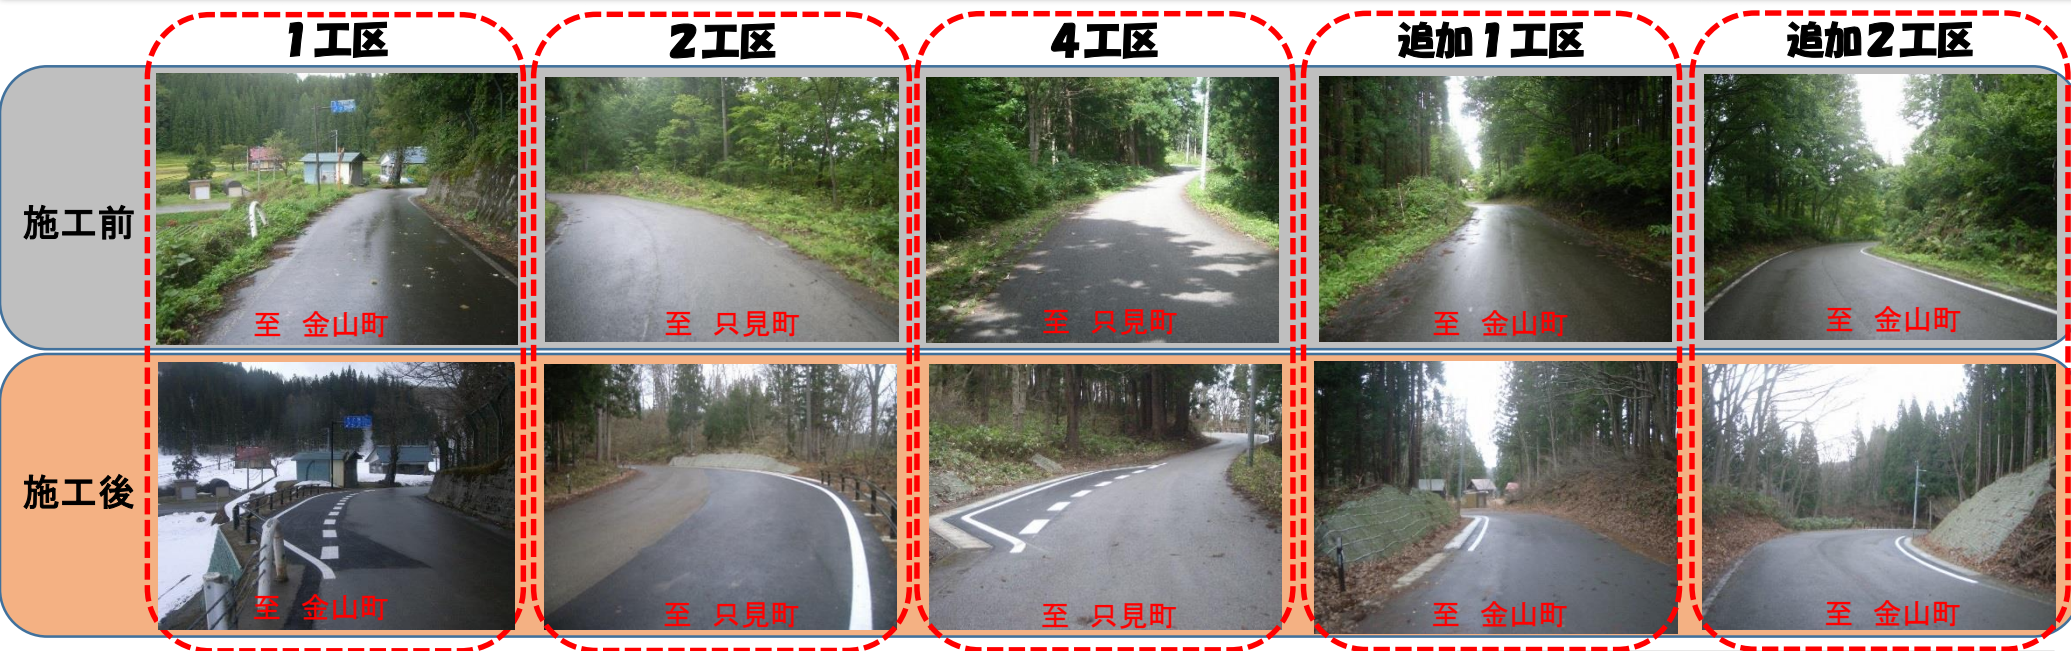 1工区
2工区
4工区
追加1工区
追加2工区
施工前
至 金山町
至 只見町
至 只見町
至 金山町
至 金山町
施工後
至 金山町
至 只見町
至 只見町
至 金山町
至 金山町